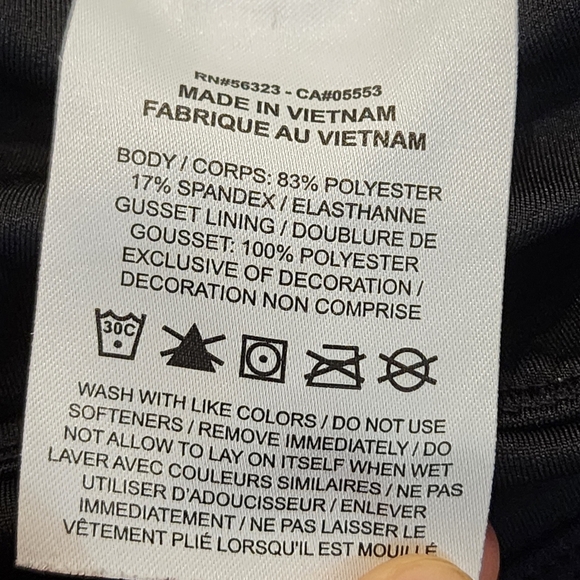 RN#56323 - CA#05553
MADE IN VIETNAM
FABRIQUE AU VIETNAM
BODY / CORPS: 83% POLYESTER
17% SPANDEX / ELASTHANNE
GUSSET LINING / DOUBLURE DE
GOUSSET: 100% POLYESTER
EXCLUSIVE OF DECORATION /
DECORATION NON COMPRISE
30C
WASH WITH LIKE COLORS / DO NOT USE
SOFTENERS / REMOVE IMMEDIATELY / DO
NOT ALLOW TO LAY ON ITSELF WHEN WET
LAVER AVEC COULEURS SIMILAIRES / NE PAS
UTILISER D'ADOUCISSEUR / ENLEVER
IMMEDIATEMENT / NE PAS LAISSER LE
VÊTEMENT PLIÉ LORSQU'IL EST MOUILLÉ